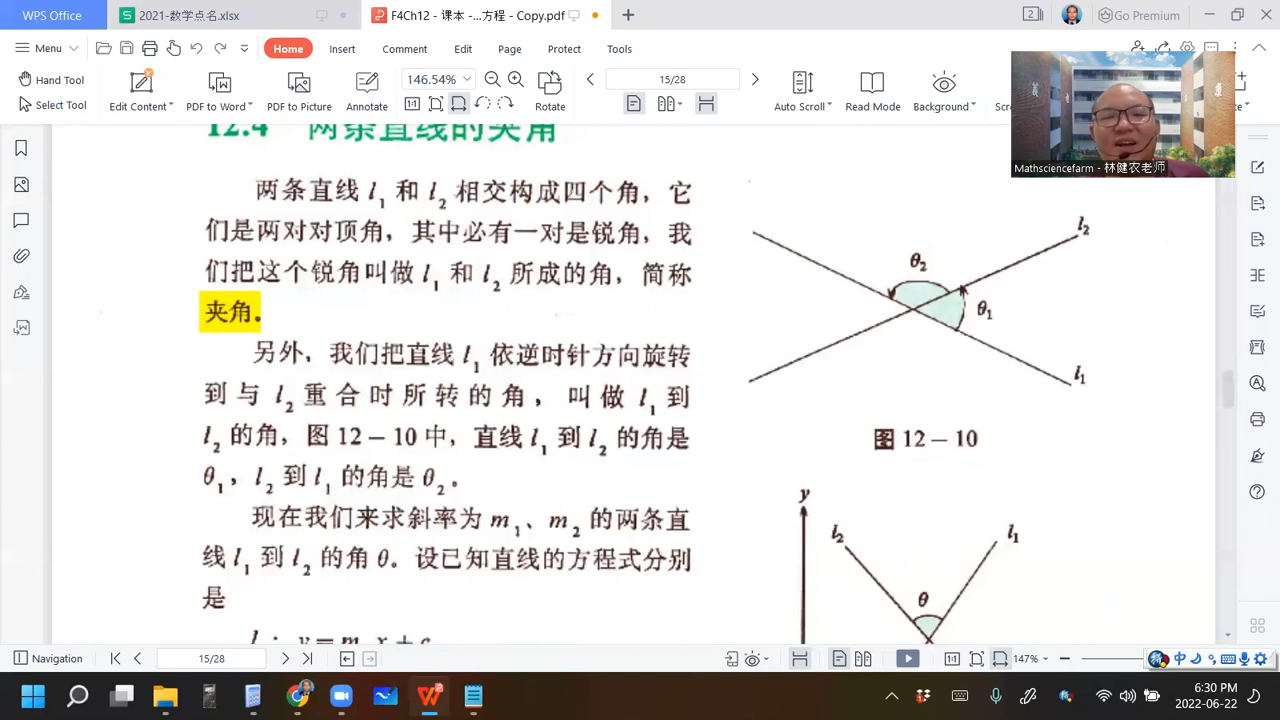 WPS Office
2021-数学点名.xlsx
F4Ch12 - 课本 -...方程 - Copy.pdf
2
Go Premium
Menu
Home
Insert
Comment
Edit
Page
Protect
Tools
Hand Tool
Select Tool
Edit Content
PDF to Word
PDF to Picture
Annotate
146.54%
15/28
Rotate
Auto Scroll
Read Mode
Background
Mathsciencefarm - 林健农老师
12.4 两条直线的夹角
两条直线 l1 和 l2 相交构成四个角，它
们是两对对顶角，其中必有一对是锐角，我
们把这个锐角叫做 l1 和 l2 所成的角，简称
夹角。
另外，我们把直线 l1 依逆时针方向旋转
到与 l2 重合时所转的角，叫做 l1 到
l2 的角，图 12－10 中，直线 l1 到 l2 的角是
θ1，l2 到 l1 的角是 θ2。
现在我们来求斜率为 m1、m2 的两条直
线 l1 到 l2 的角 θ。设已知直线的方程式分别
是
l2
θ2
θ1
l1
图 12－10
y
l2
l1
θ
Navigation
15/28
147%
中
6:30 PM
2022-06-22